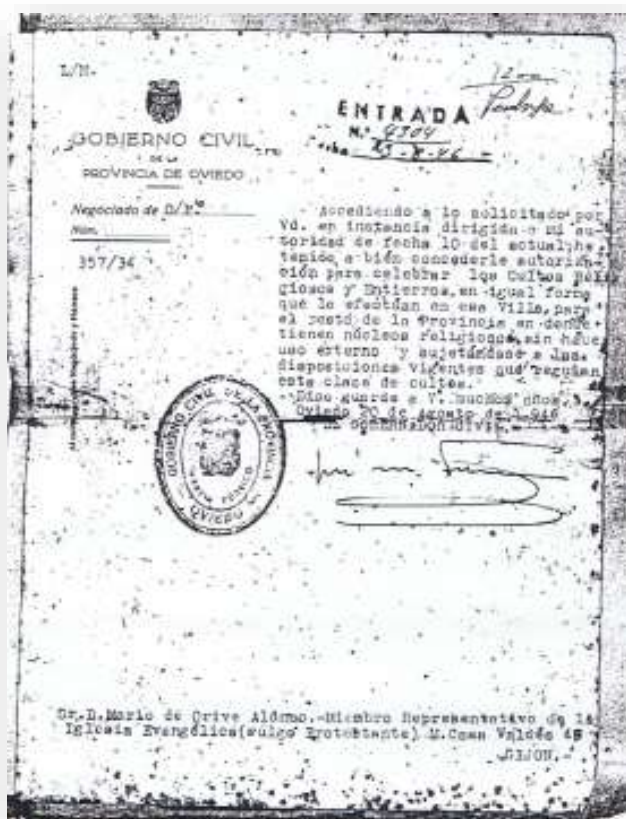 L/M.
GOBIERNO CIVIL
DE LA
PROVINCIA DE OVIEDO
Negociado de D/P.
Núm.
357/34
ENTRADA
N.º 4304
Accediendo a lo solicitado por
Vd. en instancia dirigida a mi au-
toridad de fecha 10 del actual, he
tenido a bién concederle autoriza-
ción para celebrar los Cultos Reli-
giosos y Entierros, en igual forma
que lo efectúan en esa Villa, para
el resto de la Provincia en donde
tienen núcleos religiosos, sin hacer
uso externo y sujetándose a las
disposiciones vigentes que regulan
esta clase de cultos.
Dios guarde a V. muchos años.
Oviedo 20 de Agosto de 1.946
EL GOBERNADOR CIVIL
GOBIERNO CIVIL DE LA PROVINCIA
OVIEDO
Sr. D. Mario de Orive Aldmo.-Miembro Representativo de la
Iglesia Evangélica(vulgo Protestante) M. Valdés
GIJON.-